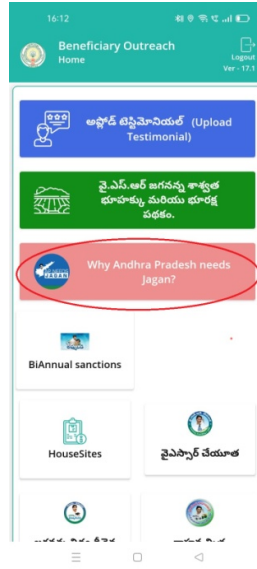 16:12
Beneficiary Outreach
Home
Logout
Ver - 17.1
అప్లోడ్ టెస్టిమోనియల్ (Upload
Testimonial)
వై.ఎస్.ఆర్ జగనన్న శాశ్వత
భూహక్కు మరియు భూరక్ష
పథకం.
Why Andhra Pradesh needs
Jagan?
BiAnnual sanctions
HouseSites
వైఎస్సార్ చేయూత